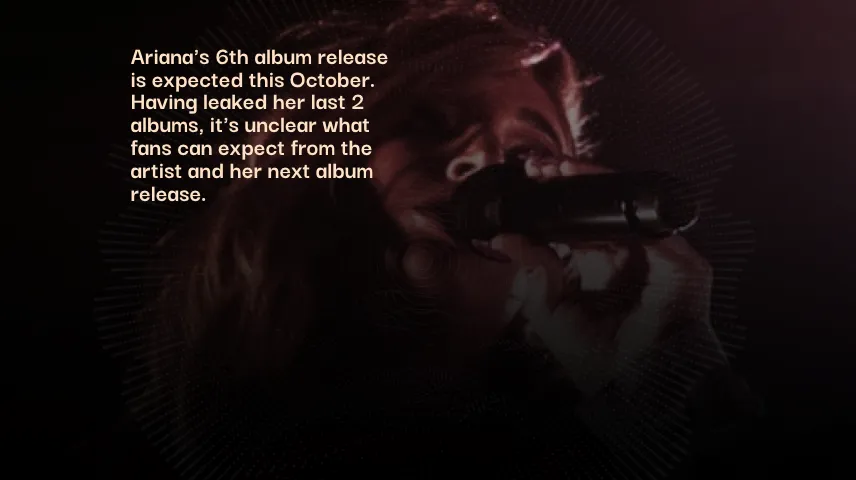 Ariana’s 6th album release
is expected this October.
Having leaked her last 2
albums, it’s unclear what
fans can expect from the
artist and her next album
release.